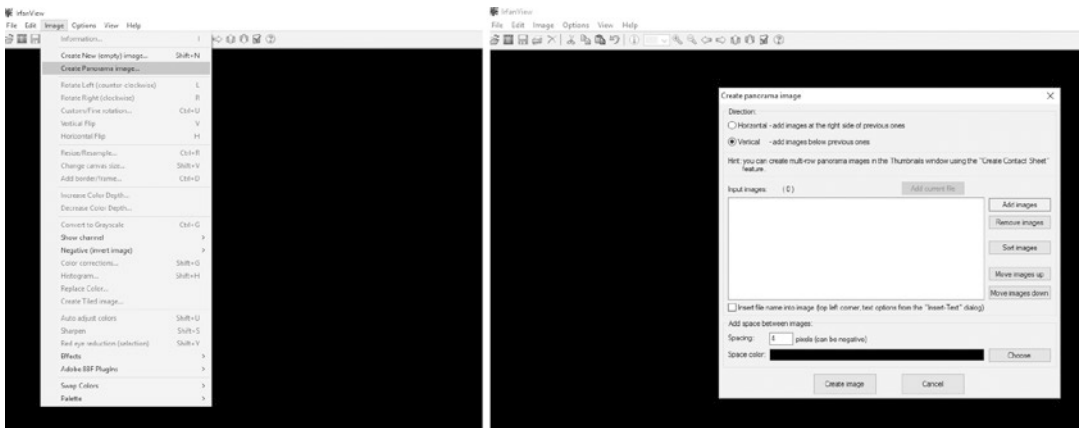 IrfanView
File Edit Image Options View Help
Information... I
Create New (empty) image... Shift+N
Create Panorama image...
Rotate Left (counter-clockwise) L
Rotate Right (clockwise) R
Custom/Fine rotation... Ctrl+U
Vertical Flip V
Horizontal Flip H
Resize/Resample... Ctrl+R
Change canvas size... Shift+V
Add border/frame... Ctrl+D
Increase Color Depth...
Decrease Color Depth...
Convert to Grayscale Ctrl+G
Show channel >
Negative (invert image) >
Color corrections... Shift+G
Histogram... Shift+H
Replace Color...
Create Tiled image...
Auto adjust colors Shift+U
Sharpen Shift+S
Red eye reduction (selection) Shift+Y
Effects >
Adobe 8BF Plugins >
Swap Colors >
Palette >
IrfanView
File Edit Image Options View Help
Create panorama image
Direction:
Horizontal - add images at the right side of previous ones
Vertical - add images below previous ones
Hint: you can create multi-row panorama images in the Thumbnails window using the "Create Contact Sheet"
feature.
Input images: ( 0 ) Add current file
Add images
Remove images
Sort images
Move images up
Move images down
Insert file name into image (top left corner, text options from the "Insert-Text" dialog)
Add space between images:
Spacing: 4 pixels (can be negative)
Space color: Choose
Create image Cancel